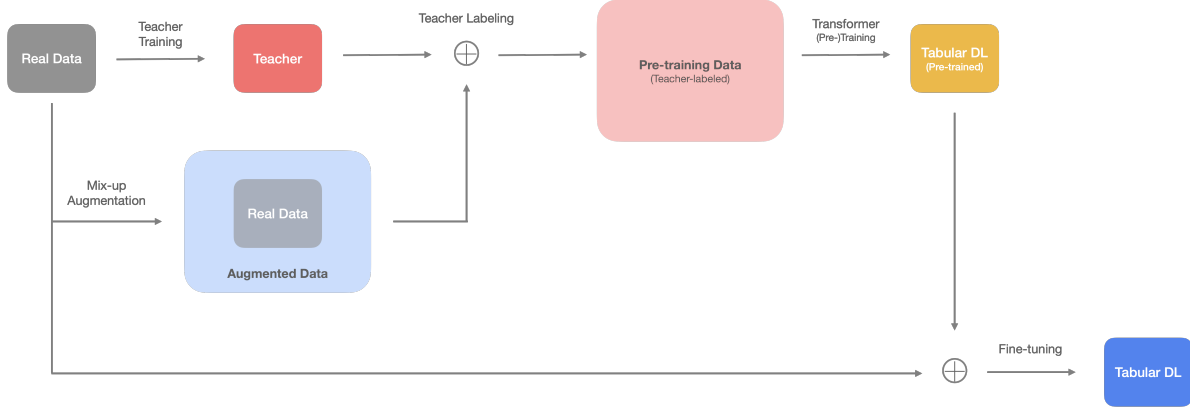 Real Data
Teacher
Training
Teacher
Teacher Labeling
Pre-training Data
(Teacher-labeled)
Transformer
(Pre-)Training
Tabular DL
(Pre-trained)
Mix-up
Augmentation
Real Data
Augmented Data
Fine-tuning
Tabular DL